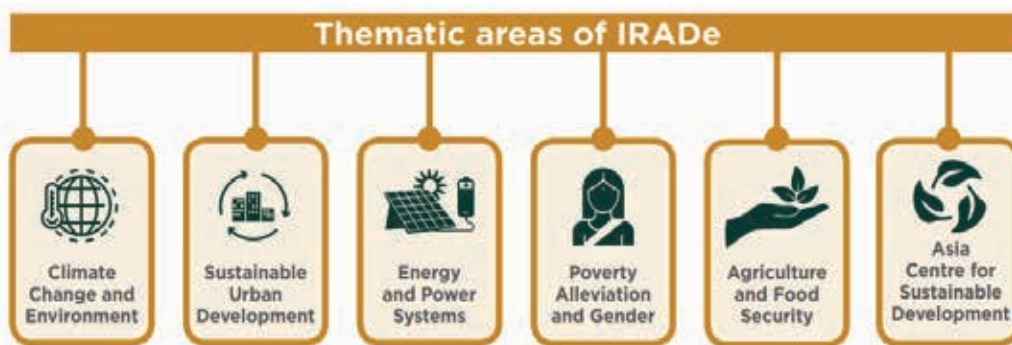 Thematic areas of IRADe
Climate
Change and
Environment
Sustainable
Urban
Development
Energy
and Power
Systems
Poverty
Alleviation
and Gender
Agriculture
and Food
Security
Asia
Centre for
Sustainable
Development